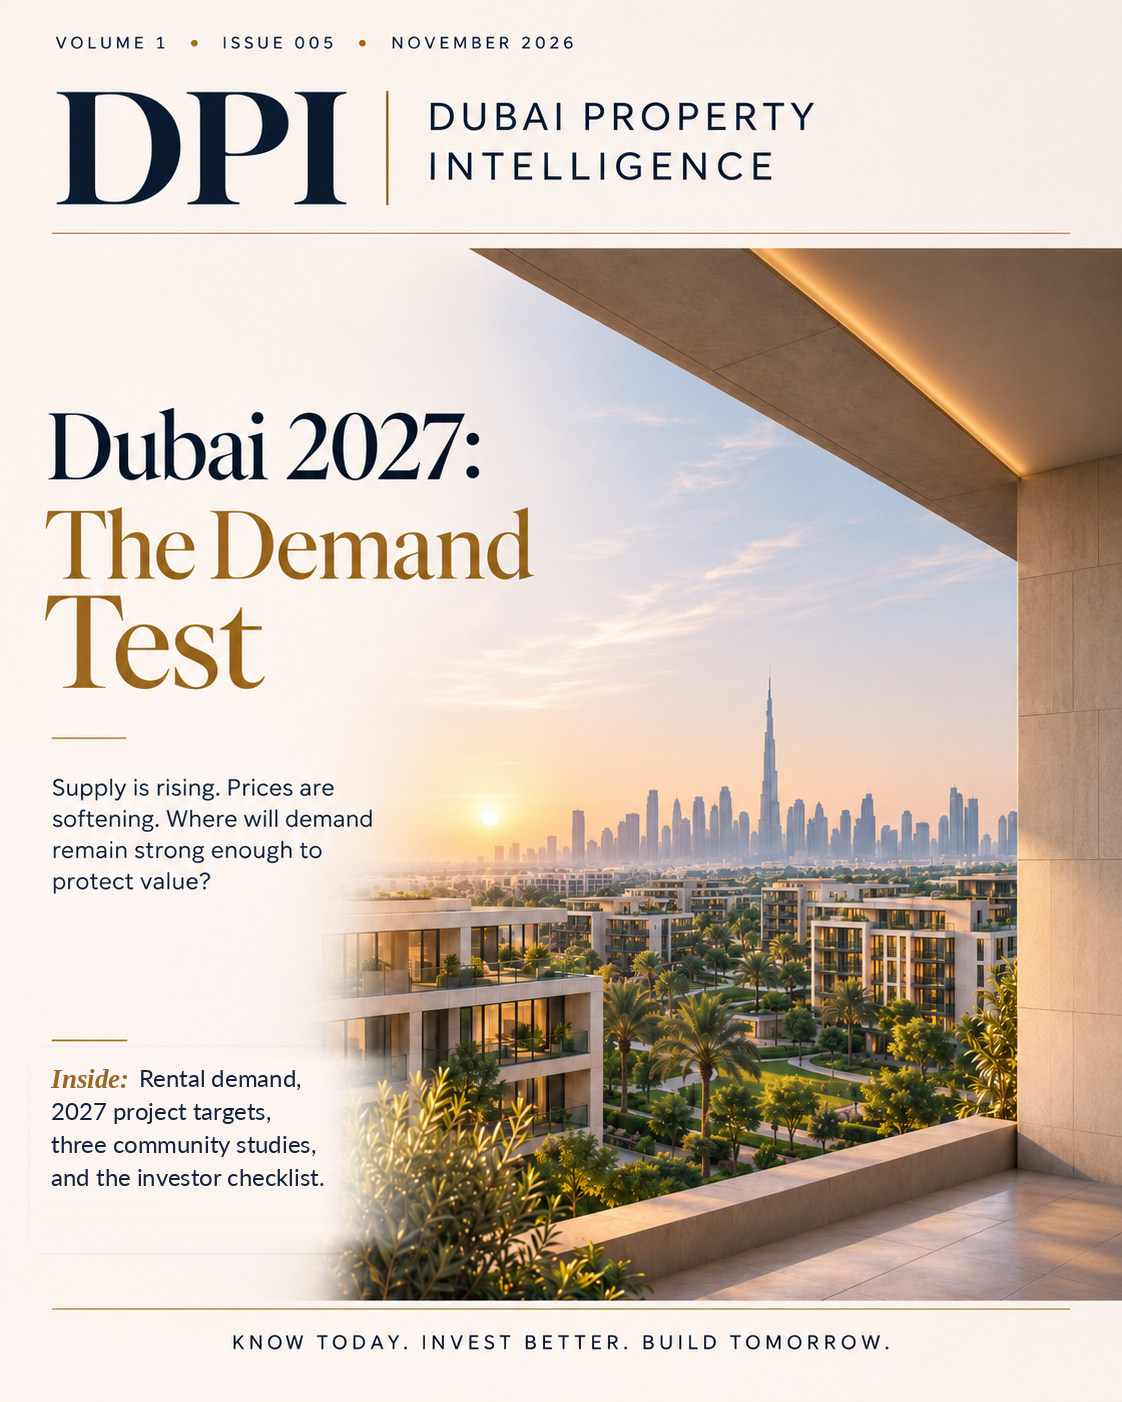 VOLUME 1 • ISSUE 005 • NOVEMBER 2026
DPI
DUBAI PROPERTY
INTELLIGENCE
Dubai 2027:
The Demand
Test
Supply is rising. Prices are
softening. Where will demand
remain strong enough to
protect value?
Inside: Rental demand,
2027 project targets,
three community studies,
and the investor checklist.
KNOW TODAY. INVEST BETTER. BUILD TOMORROW.